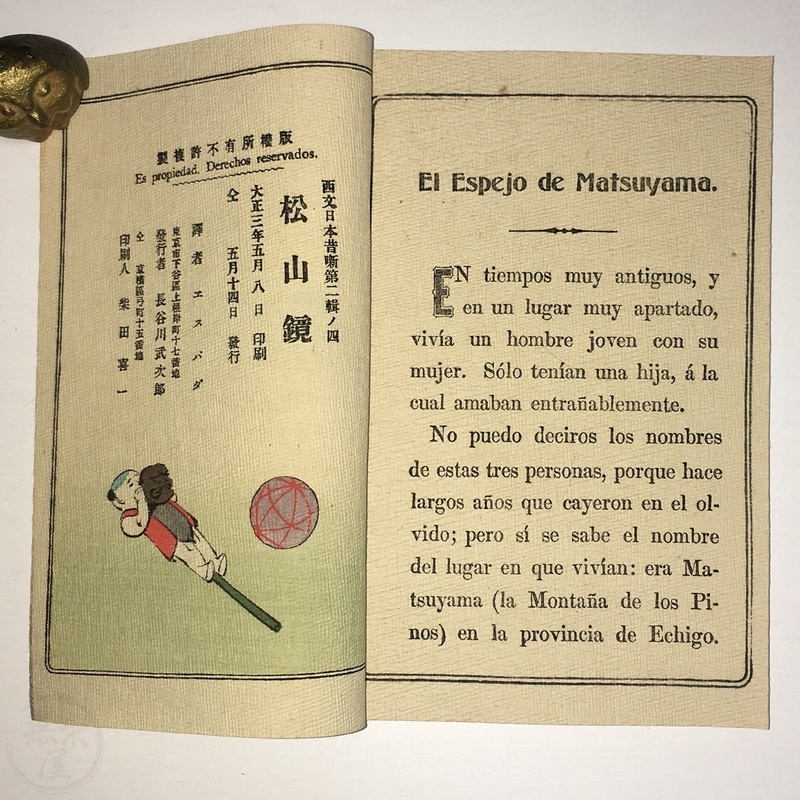 版權所有不許複製
Es propiedad. Derechos reservados.
西文日本昔噺第二輯ノ四
松山鏡
大正三年五月八日印刷
仝 五月十四日發行
譯者 エスパダ
東京市下谷區上根岸町十七番地
發行者 長谷川武次郎
仝 京橋區弓町十五番地
印刷人 柴田喜一
El Espejo de Matsuyama.
EN tiempos muy antiguos, y
en un lugar muy apartado,
vivía un hombre joven con su
mujer. Sólo tenían una hija, á la
cual amaban entrañablemente.
No puedo deciros los nombres
de estas tres personas, porque hace
largos años que cayeron en el ol-
vido; pero sí se sabe el nombre
del lugar en que vivían: era Ma-
tsuyama (la Montaña de los Pi-
nos) en la provincia de Echigo.